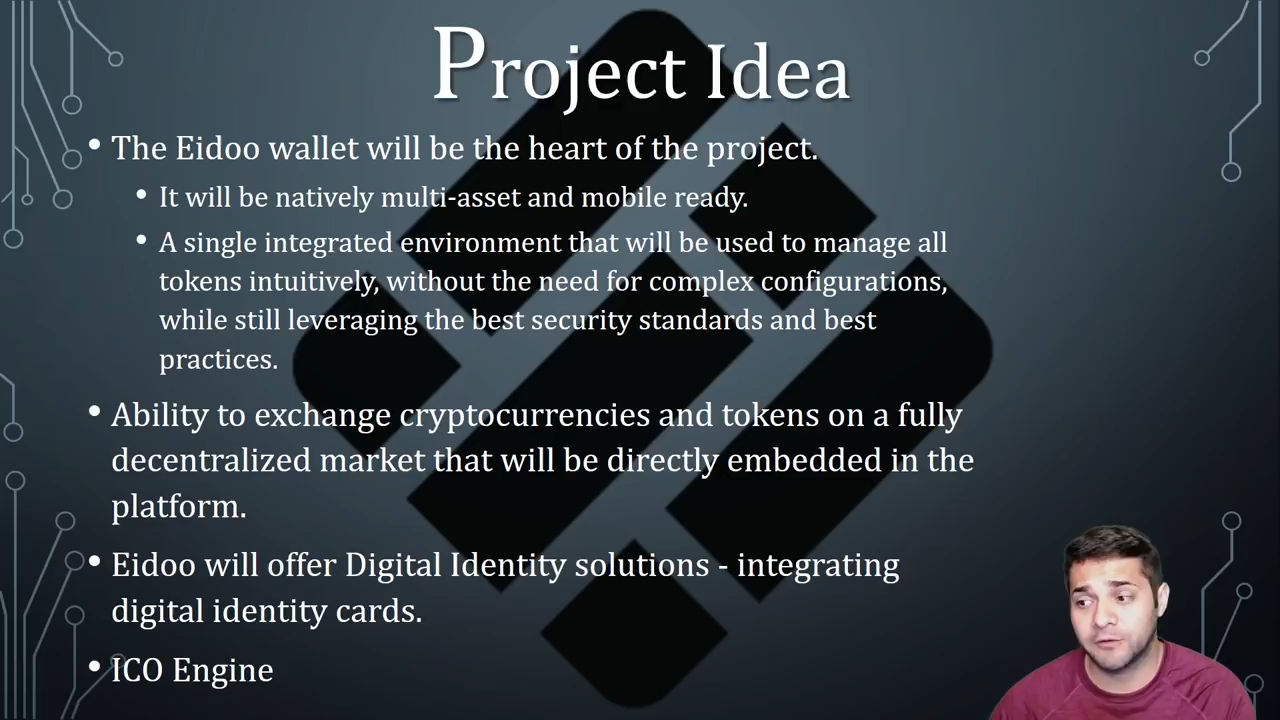 Project Idea
• The Eidoo wallet will be the heart of the project.
• It will be natively multi-asset and mobile ready.
• A single integrated environment that will be used to manage all
tokens intuitively, without the need for complex configurations,
while still leveraging the best security standards and best
practices.
• Ability to exchange cryptocurrencies and tokens on a fully
decentralized market that will be directly embedded in the
platform.
• Eidoo will offer Digital Identity solutions - integrating
digital identity cards.
• ICO Engine